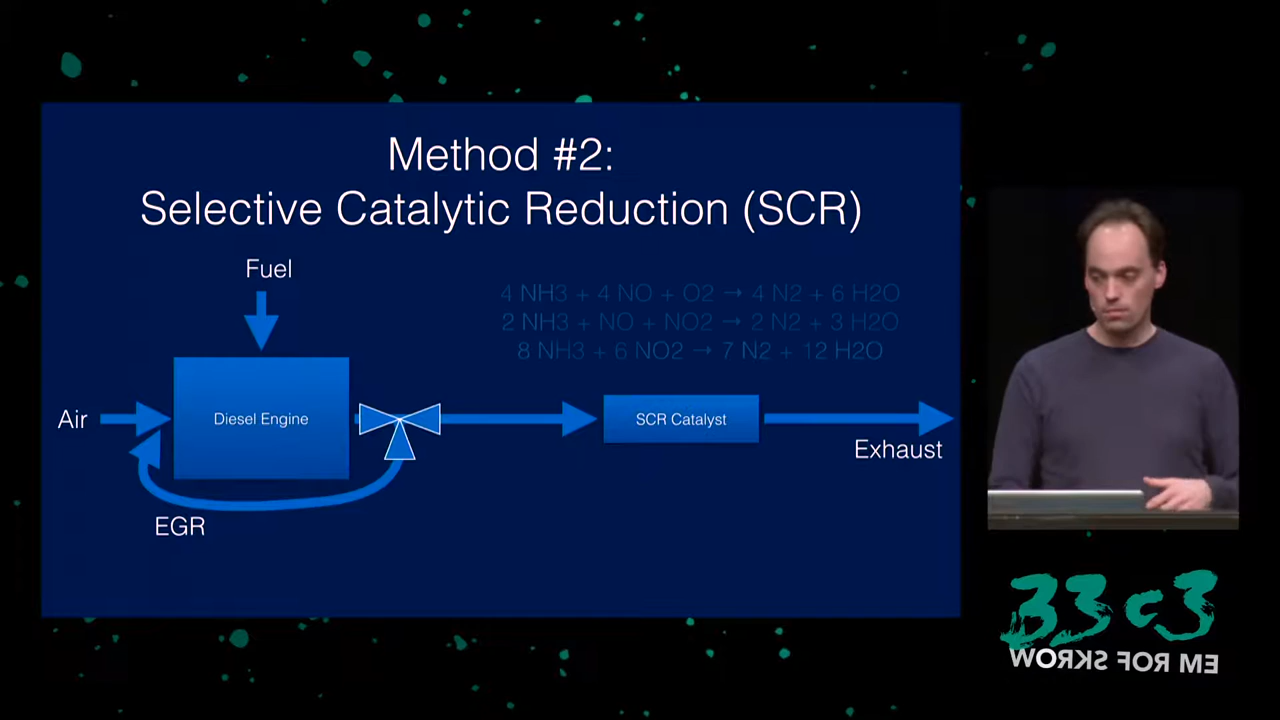 Method #2:
Selective Catalytic Reduction (SCR)
Fuel
4 NH3 + 4 NO + O2 → 4 N2 + 6 H2O
2 NH3 + NO + NO2 → 2 N2 + 3 H2O
8 NH3 + 6 NO2 → 7 N2 + 12 H2O
Air
Diesel Engine
SCR Catalyst
Exhaust
EGR
33c3
WORKS FOR ME